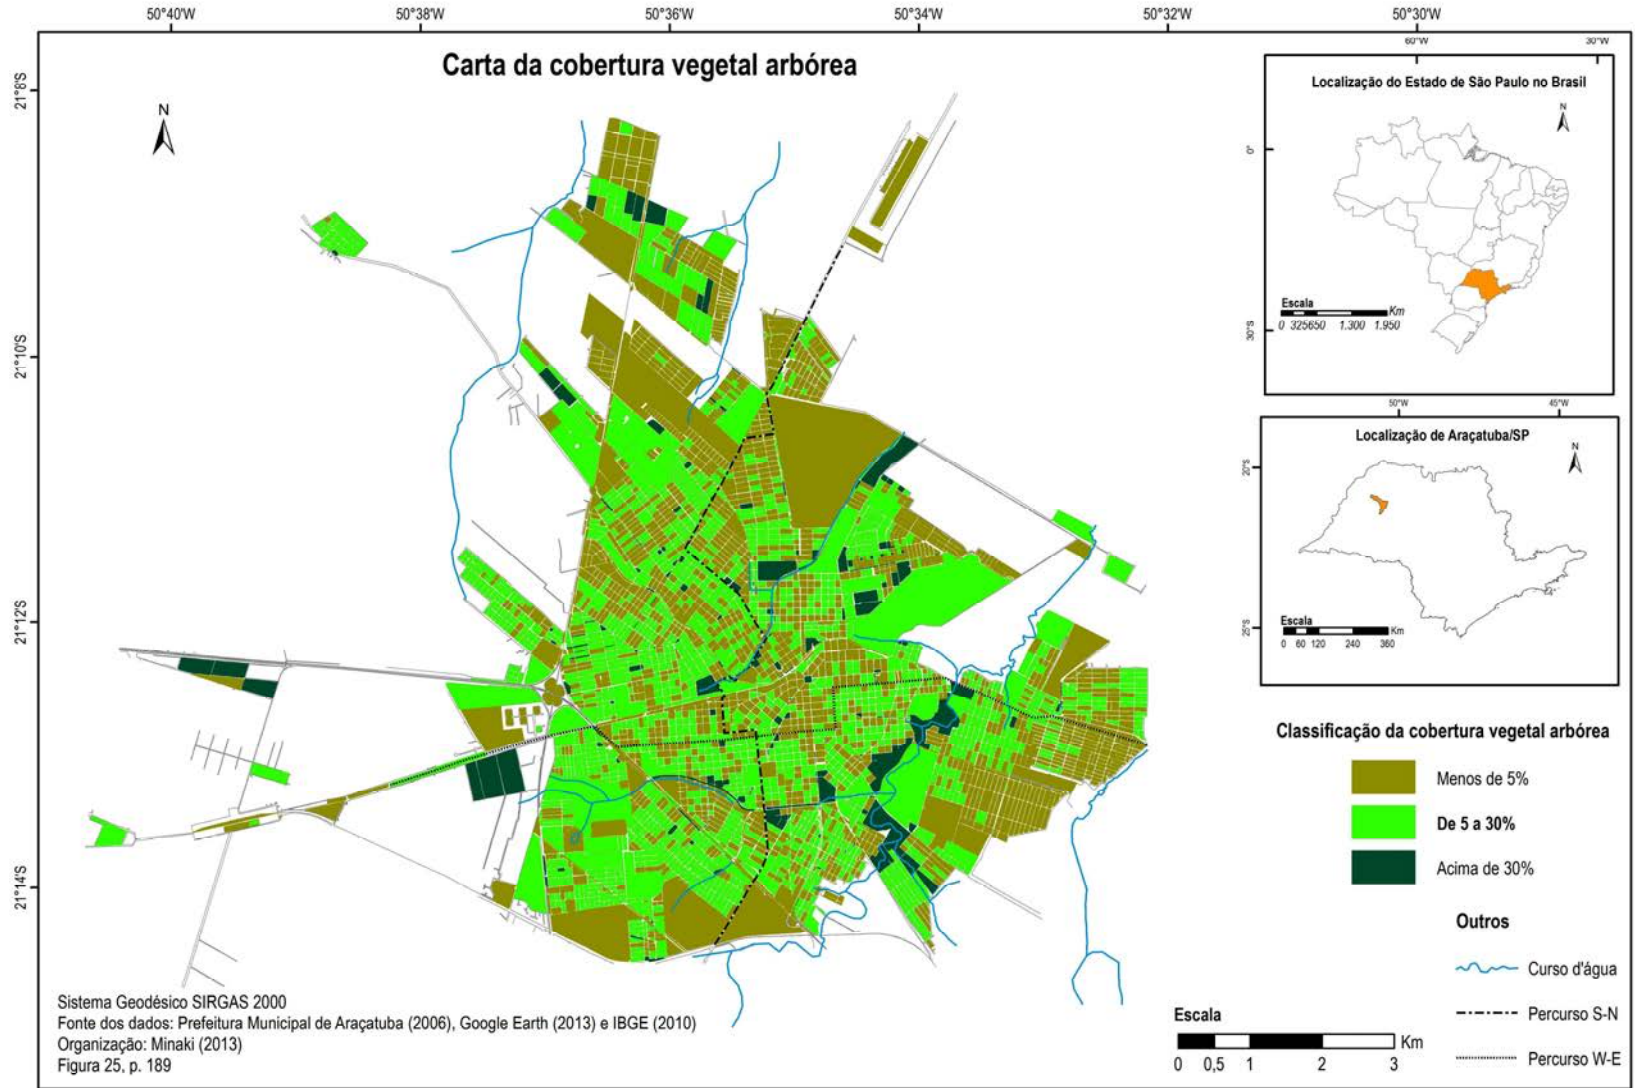 50°40'W 50°38'W 50°36'W 50°34'W 50°32'W 50°30'W
Carta da cobertura vegetal arbórea
N
21°8'S
21°10'S
21°12'S
21°14'S
60°W 30°W
Localização do Estado de São Paulo no Brasil
N
0°
30°S
Escala
0 325650 1.300 1.950 Km
50°W 45°W
Localização de Araçatuba/SP
N
20°S
25°S
Escala
0 60 120 240 360 Km
Classificação da cobertura vegetal arbórea
Menos de 5%
De 5 a 30%
Acima de 30%
Outros
Curso d'água
Percurso S-N
Percurso W-E
Escala
0 0,5 1 2 3 Km
Sistema Geodésico SIRGAS 2000
Fonte dos dados: Prefeitura Municipal de Araçatuba (2006), Google Earth (2013) e IBGE (2010)
Organização: Minaki (2013)
Figura 25, p. 189